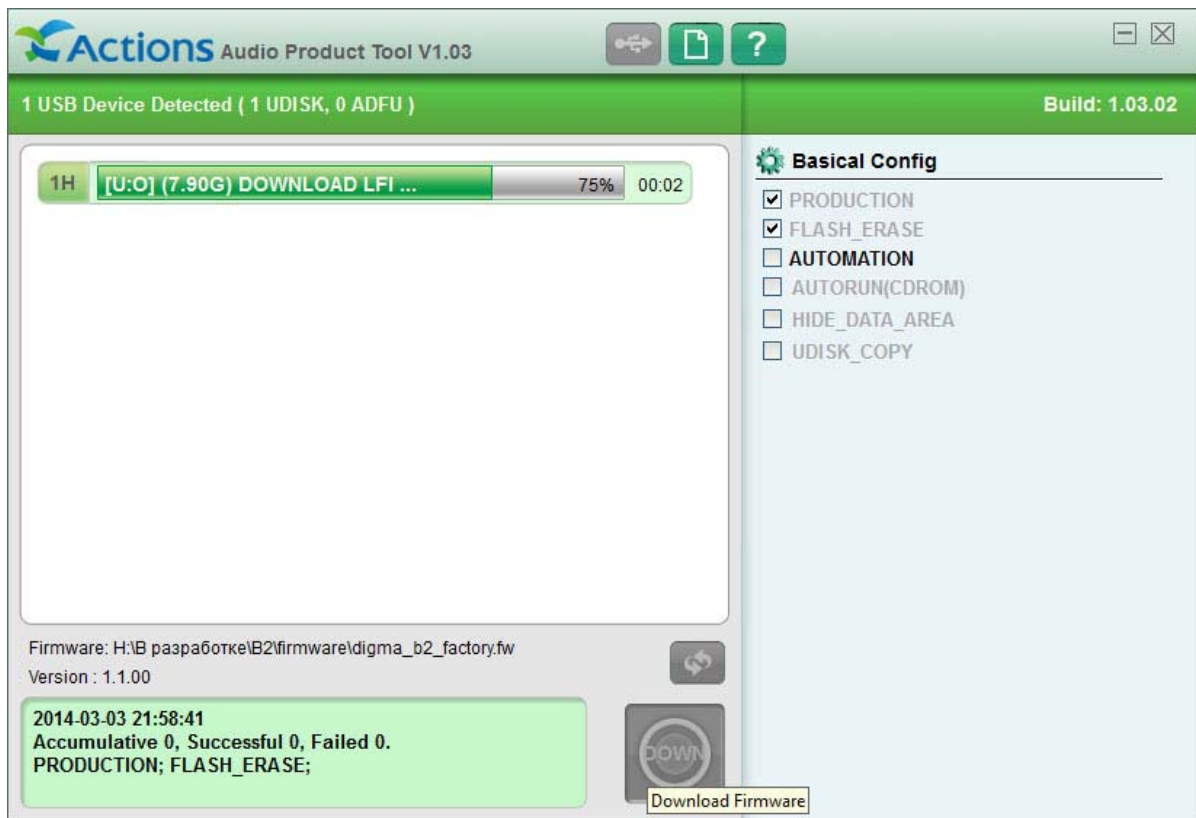 Actions Audio Product Tool V1.03
?
1 USB Device Detected ( 1 UDISK, 0 ADFU )
Build: 1.03.02
1H [U:O] (7.90G) DOWNLOAD LFI ... 75% 00:02
Basical Config
PRODUCTION
FLASH_ERASE
AUTOMATION
AUTORUN(CDROM)
HIDE_DATA_AREA
UDISK_COPY
Firmware: H:\В разработке\B2\firmware\digma_b2_factory.fw
Version : 1.1.00
2014-03-03 21:58:41
Accumulative 0, Successful 0, Failed 0.
PRODUCTION; FLASH_ERASE;
DOWN
Download Firmware